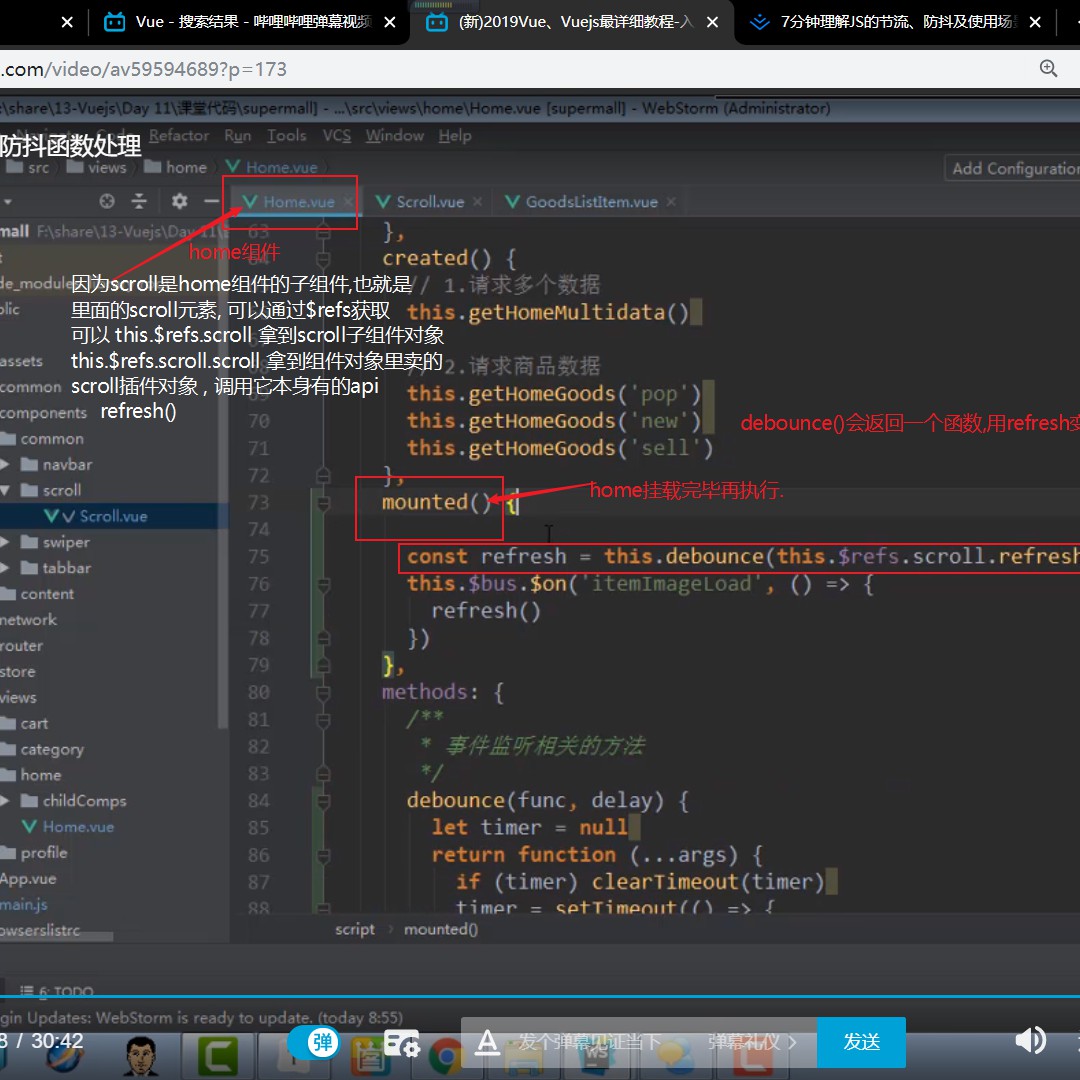 Vue - 搜索结果 - 哔哩哔哩弹幕视频
(新)2019Vue、Vuejs最详细教程-入
7分钟理解JS的节流、防抖及使用场
.com/video/av59594689?p=173
:\share\13-Vuejs\Day 11\课堂代码\supermall] - ...\src\views\home\Home.vue [supermall] - WebStorm (Administrator)
Refactor Run Tools VCS Window Help
防抖函数处理
src views home Home.vue
Add Configuration
Home.vue Scroll.vue GoodsListItem.vue
mall F:\share\13-Vuejs\Day 11\
home组件
因为scroll是home组件的子组件,也就是
里面的scroll元素, 可以通过$refs获取
可以 this.$refs.scroll 拿到scroll子组件对象
this.$refs.scroll.scroll 拿到组件对象里卖的
scroll插件对象 , 调用它本身有的api
refresh()
de_module
blic
assets
common
components
common
navbar
scroll
Scroll.vue
swiper
tabbar
content
network
router
store
views
cart
category
home
childComps
Home.vue
profile
App.vue
main.js
owserslistrc
63 },
created() {
// 1.请求多个数据
this.getHomeMultidata()
2.请求商品数据
this.getHomeGoods('pop')
70 this.getHomeGoods('new')
71 this.getHomeGoods('sell')
72 },
73 mounted() {
74
75 const refresh = this.debounce(this.$refs.scroll.refresh
76 this.$bus.$on('itemImageLoad', () => {
77 refresh()
78 })
79 },
80 methods: {
81 /**
82 * 事件监听相关的方法
83 */
84 debounce(func, delay) {
85 let timer = null
86 return function (...args) {
87 if (timer) clearTimeout(timer)
88 timer = setTimeout(() => {
debounce()会返回一个函数,用refresh变
home挂载完毕再执行.
script › mounted()
6: TODO
gin Updates: WebStorm is ready to update. (today 8:55)
8 / 30:42
弹
发个弹幕见证当下
弹幕礼仪 >
发送